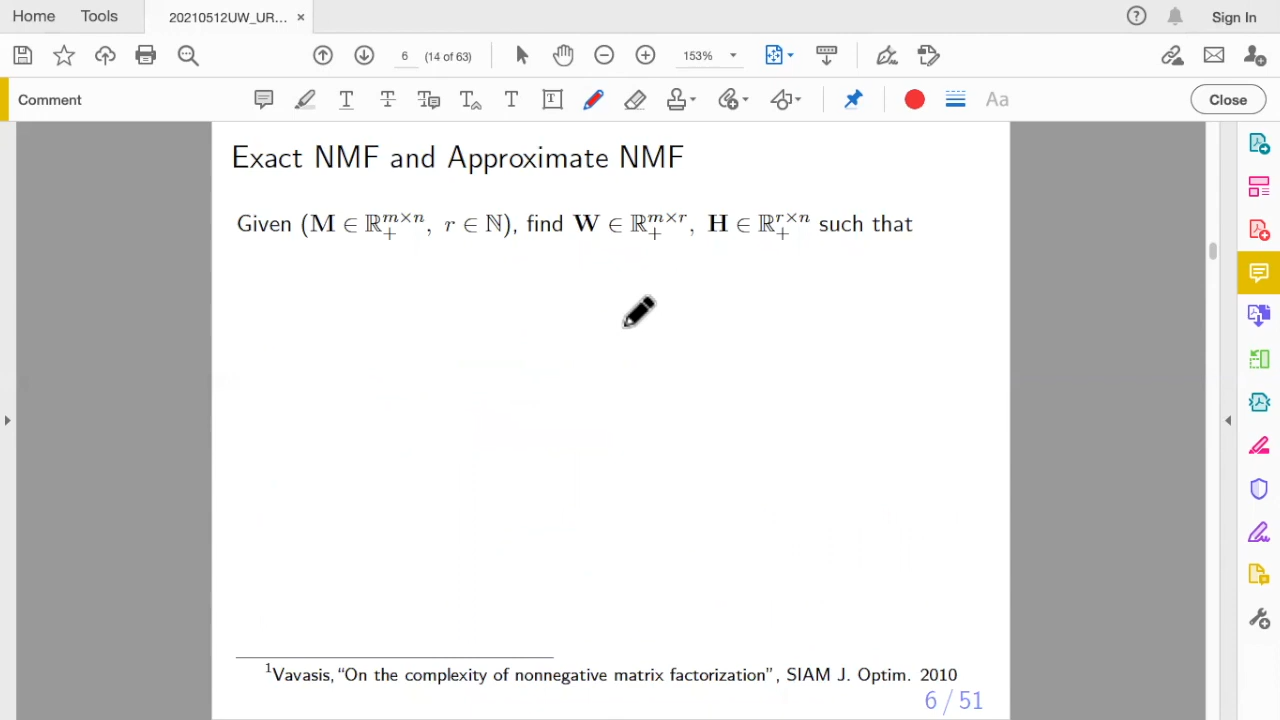 Home Tools 20210512UW_UR... × Sign In
6 (14 of 63) 153%
Comment Aa Close
Exact NMF and Approximate NMF
Given (M ∈ ℝ₊^{m×n}, r ∈ ℕ), find W ∈ ℝ₊^{m×r}, H ∈ ℝ₊^{r×n} such that
¹Vavasis, “On the complexity of nonnegative matrix factorization”, SIAM J. Optim. 2010
6 / 51